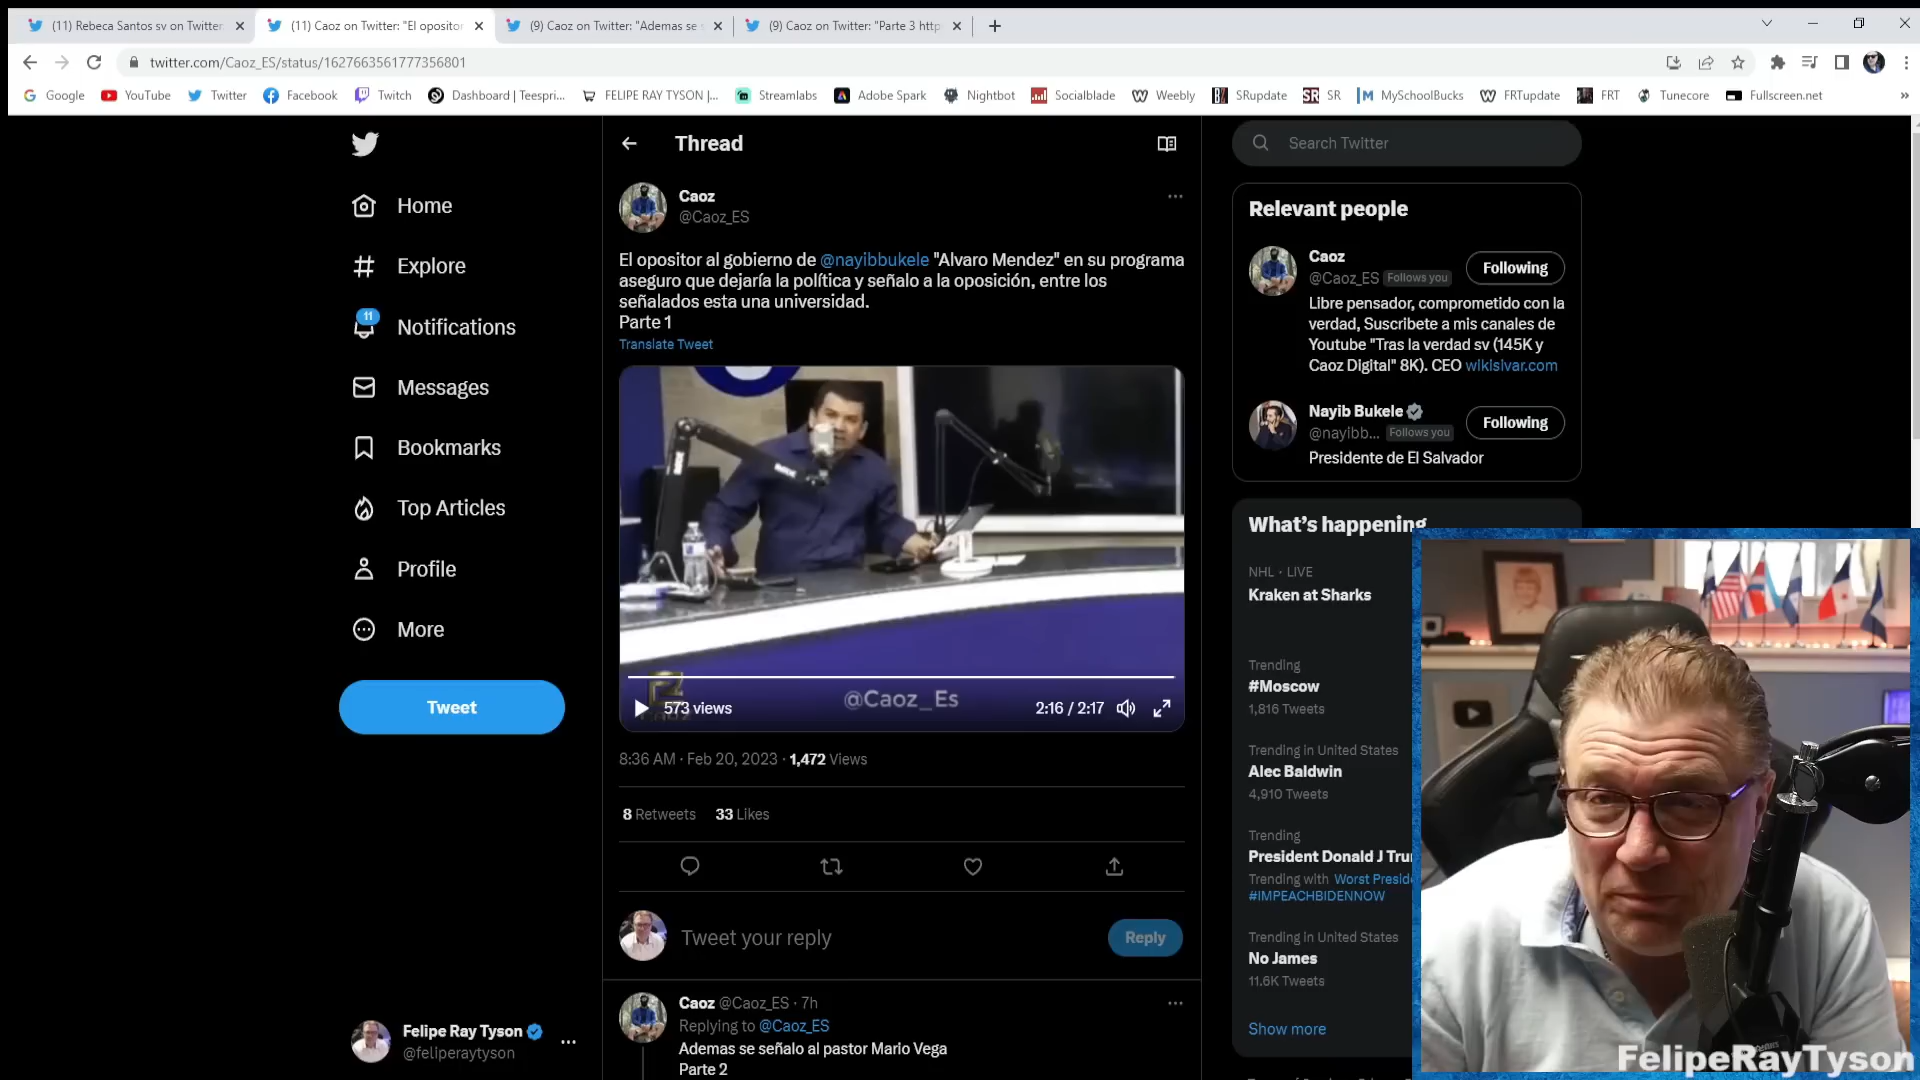 (11) Rebeca Santos sv on Twitter
(11) Caoz on Twitter: "El oposito
(9) Caoz on Twitter: "Ademas se s
(9) Caoz on Twitter: "Parte 3 http
twitter.com/Caoz_ES/status/1627663561777356801
Google
YouTube
Twitter
Facebook
Twitch
Dashboard | Teespri...
FELIPE RAY TYSON |...
Streamlabs
Adobe Spark
Nightbot
Socialblade
Weebly
SRupdate
SR
MySchoolBucks
FRTupdate
FRT
Tunecore
Fullscreen.net
Home
Explore
11
Notifications
Messages
Bookmarks
Top Articles
Profile
More
Tweet
Felipe Ray Tyson
@feliperaytyson
Thread
Caoz
@Caoz_ES
El opositor al gobierno de @nayibbukele "Alvaro Mendez" en su programa
aseguro que dejaría la política y señalo a la oposición, entre los
señalados esta una universidad.
Parte 1
Translate Tweet
573 views
@Caoz_Es
2:16 / 2:17
8:36 AM · Feb 20, 2023 · 1,472 Views
8 Retweets 33 Likes
Tweet your reply
Reply
Caoz @Caoz_ES · 7h
Replying to @Caoz_ES
Ademas se señalo al pastor Mario Vega
Parte 2
Search Twitter
Relevant people
Caoz
@Caoz_ES Follows you
Following
Libre pensador, comprometido con la
verdad, Suscribete a mis canales de
Youtube "Tras la verdad sv (145K y
Caoz Digital" 8K). CEO wikisivar.com
Nayib Bukele
@nayibb... Follows you
Following
Presidente de El Salvador
What's happening
NHL · LIVE
Kraken at Sharks
Trending
#Moscow
1,816 Tweets
Trending in United States
Alec Baldwin
4,910 Tweets
Trending
President Donald J Tru
Trending with Worst Preside
#IMPEACHBIDENNOW
Trending in United States
No James
11.6K Tweets
Show more
FelipeRayTyson